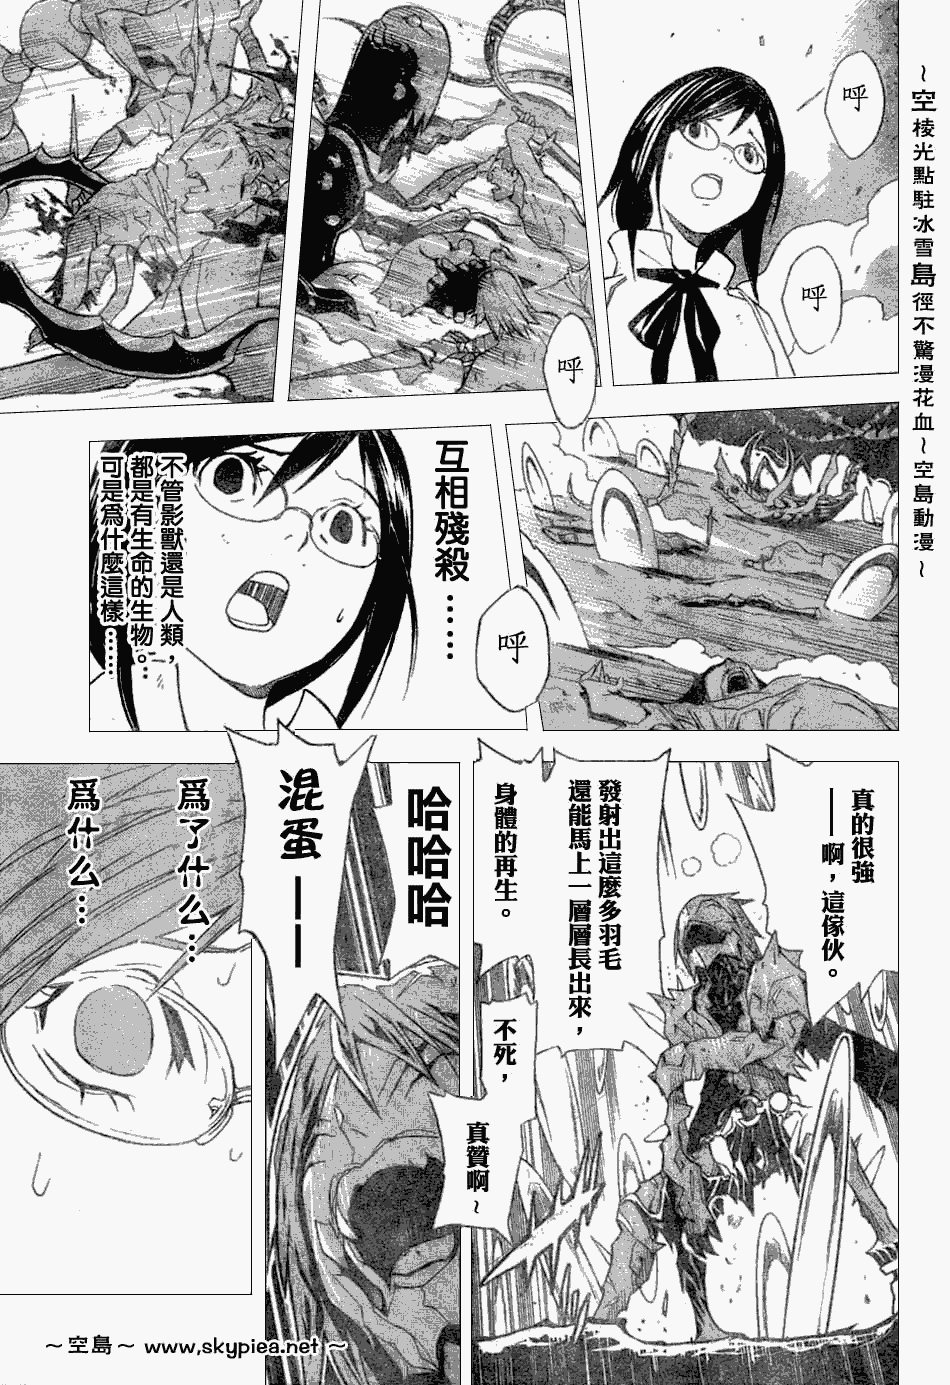 ～空棱光點駐冰雪島徑不驚漫花血～空島動漫～
呼
呼
呼
呼
互相殘殺……
不管影獸還是人類，
都是有生命的生物。…
可是爲什麼這樣……
真的很強
——啊，這傢伙。
發射出這麼多羽毛
還能馬上一層層長出來，
身體的再生。
不死，
真贊啊～
哈哈哈
混蛋——
爲了什么…
爲什么…
～空島～ www.skypiea.net ～